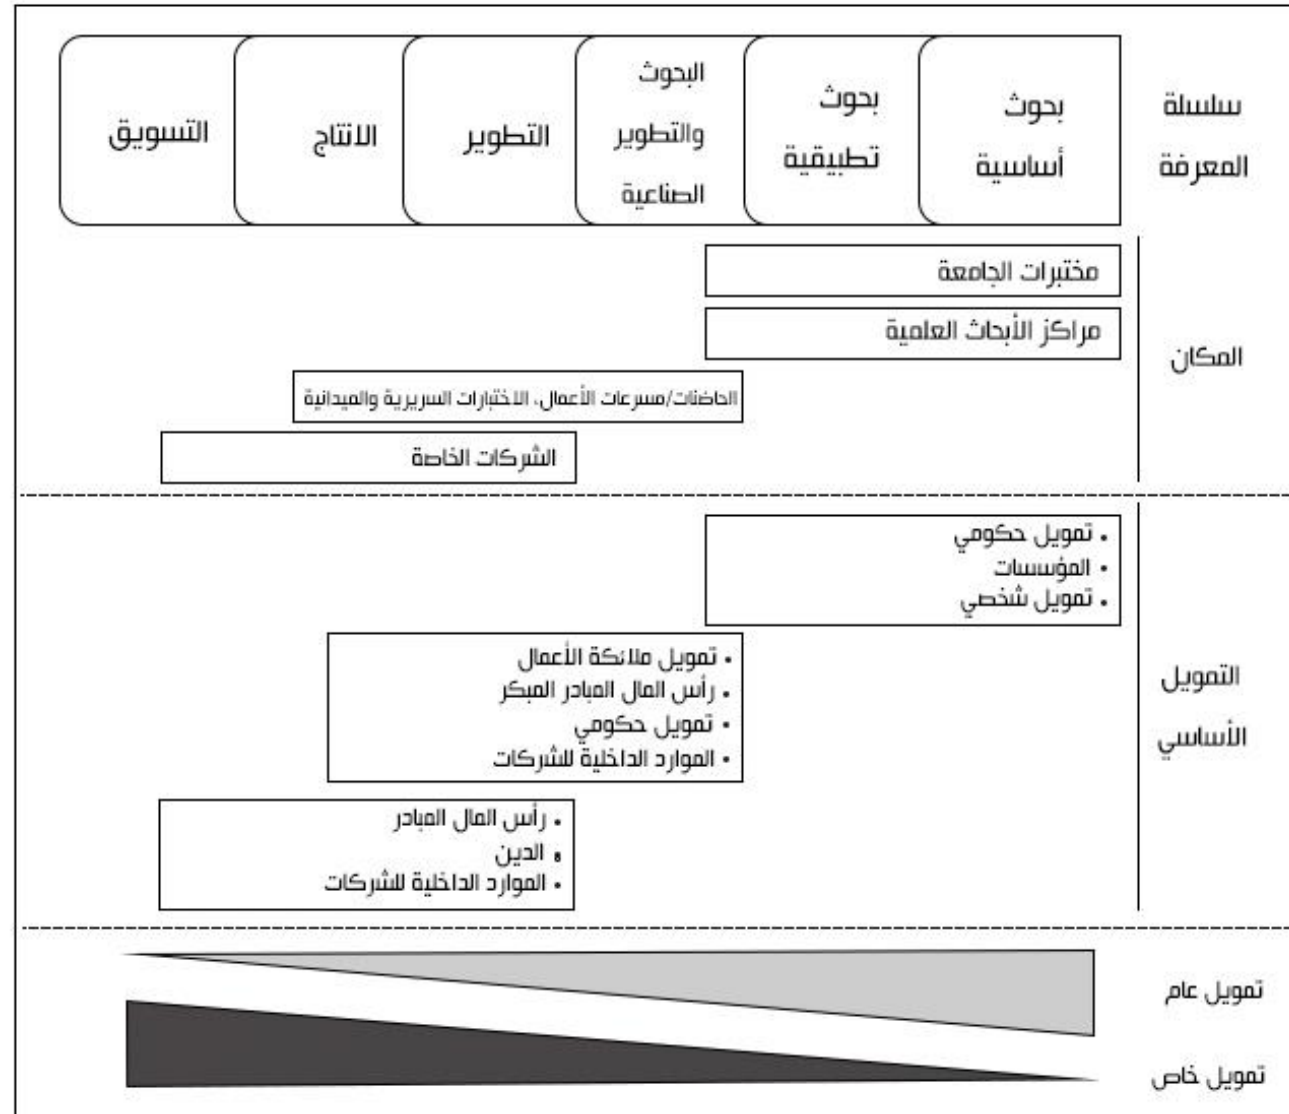 سلسلة
المعرفة
بحوث
أساسية
بحوث
تطبيقية
البحوث
والتطوير
الصناعية
التطوير
الانتاج
التسويق
المكان
مختبرات الجامعة
مراكز الأبحاث العلمية
الحاضنات/مسرعات الأعمال، الاختبارات السريرية والميدانية
الشركات الخاصة
التمويل
الأساسي
• تمويل حكومي
• المؤسسات
• تمويل شخصي
• تمويل ملائكة الأعمال
• رأس المال المبادر المبكر
• تمويل حكومي
• الموارد الداخلية للشركات
• رأس المال المبادر
• الدين
• الموارد الداخلية للشركات
تمويل عام
تمويل خاص